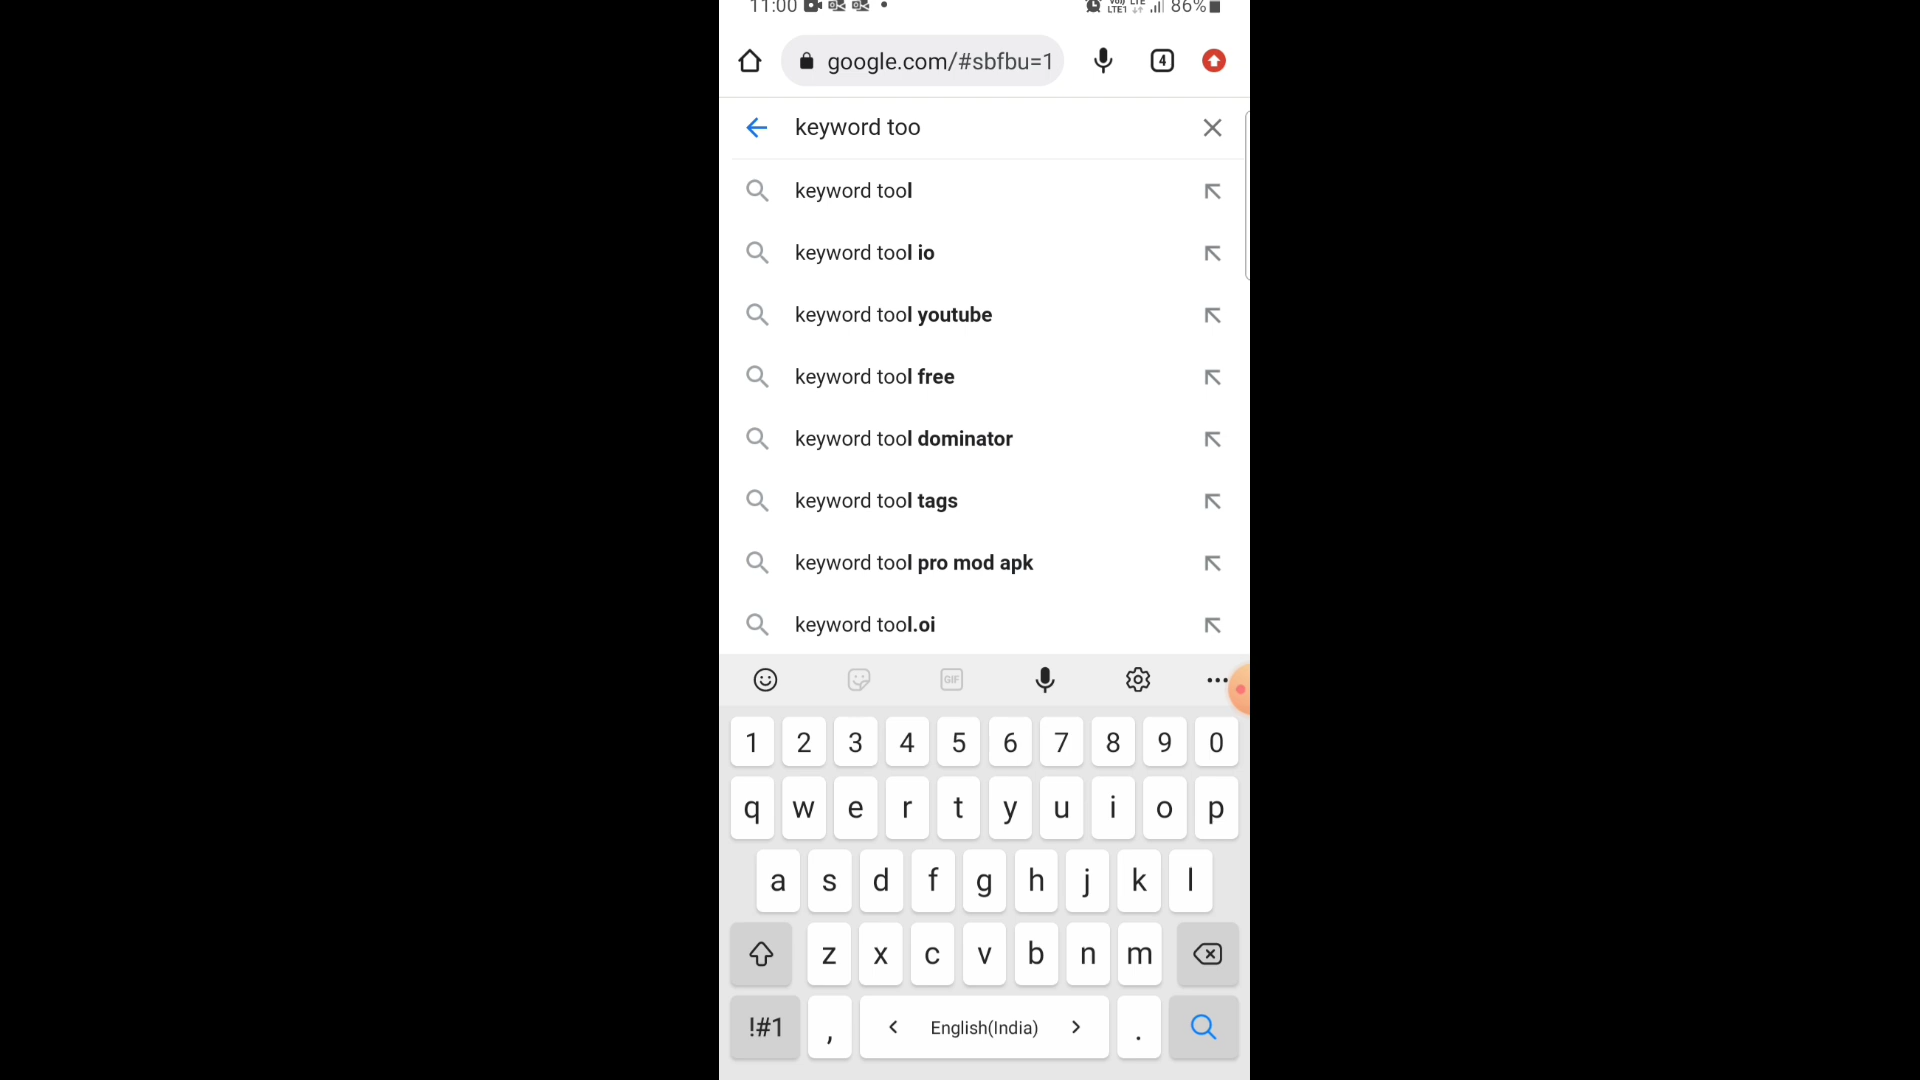 11:00 86%
google.com/#sbfbu=1 4
keyword too
keyword tool
keyword tool io
keyword tool youtube
keyword tool free
keyword tool dominator
keyword tool tags
keyword tool pro mod apk
keyword tool.oi
GIF
1 2 3 4 5 6 7 8 9 0
q w e r t y u i o p
a s d f g h j k l
z x c v b n m
!#1 , English(India) .